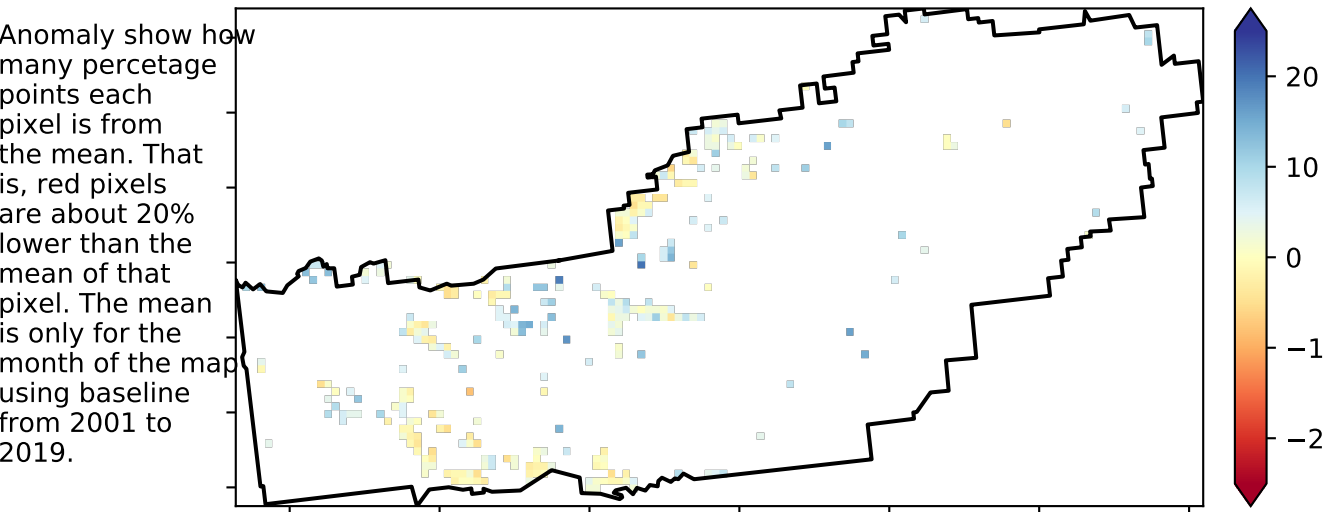 Anomaly show how
many percetage
points each
pixel is from
the mean. That
is, red pixels
are about 20%
lower than the
mean of that
pixel. The mean
is only for the
month of the map
using baseline
from 2001 to
2019.
20
10
0
−1
−2